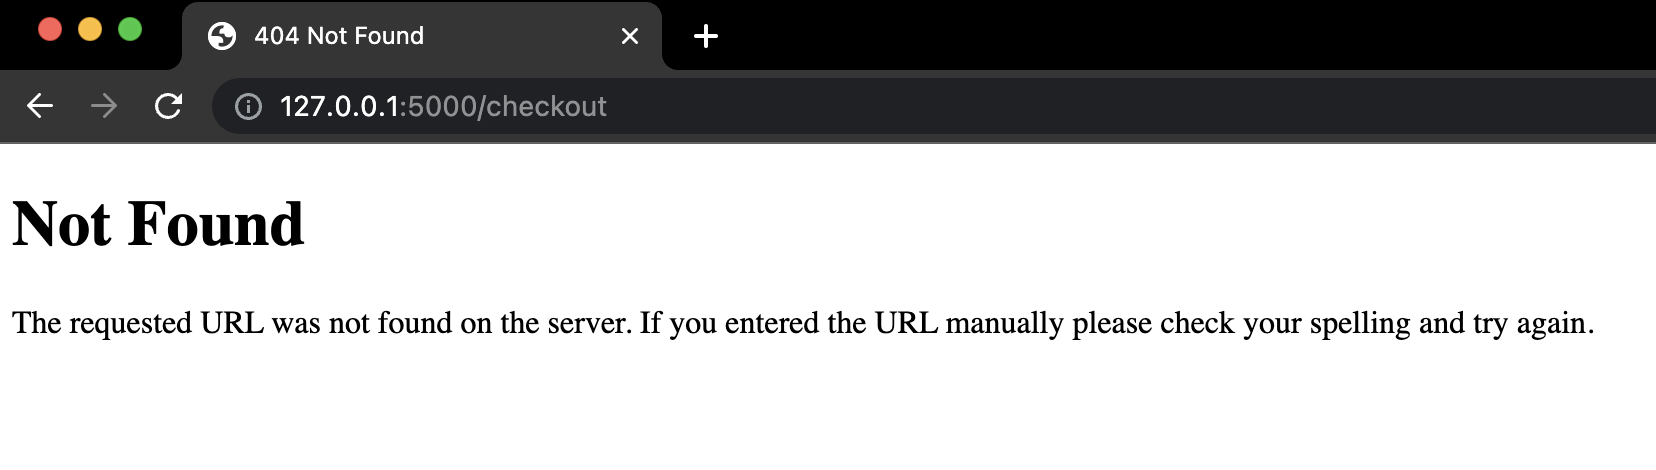 404 Not Found
127.0.0.1:5000/checkout
Not Found
The requested URL was not found on the server. If you entered the URL manually please check your spelling and try again.